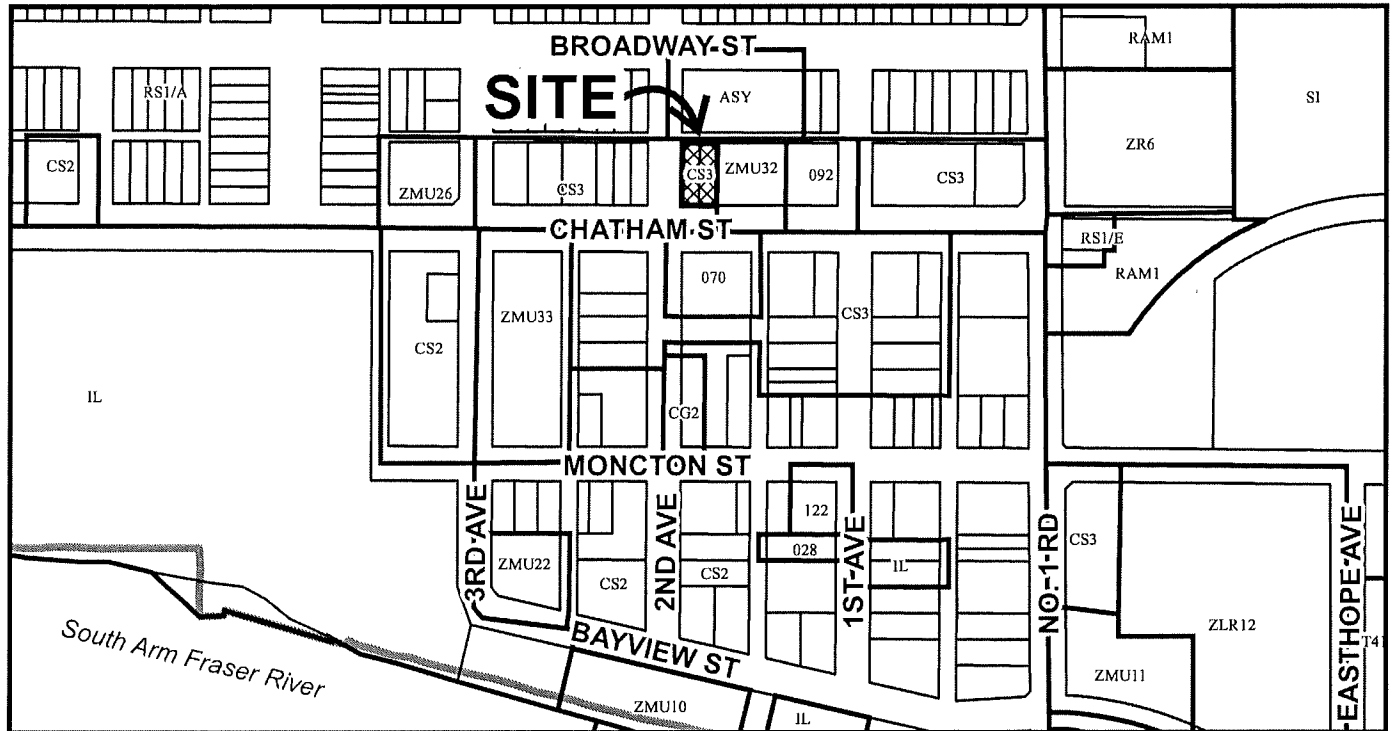 BROADWAY ST
RAM1
RS1/A
SITE
ASY
SI
ZR6
CS2
ZMU26
CS3
CS3
ZMU32
092
CS3
CHATHAM ST
RS1/E
RAM1
070
ZMU33
CS3
CS2
IL
CG2
MONCTON ST
3RD AVE
2ND AVE
1ST AVE
NO. 1 RD
EASTHOPE AVE
122
028
CS3
ZMU22
CS2
CS2
IL
ZLR12
BAYVIEW ST
South Arm Fraser River
ZMU11
ZMU10
IL